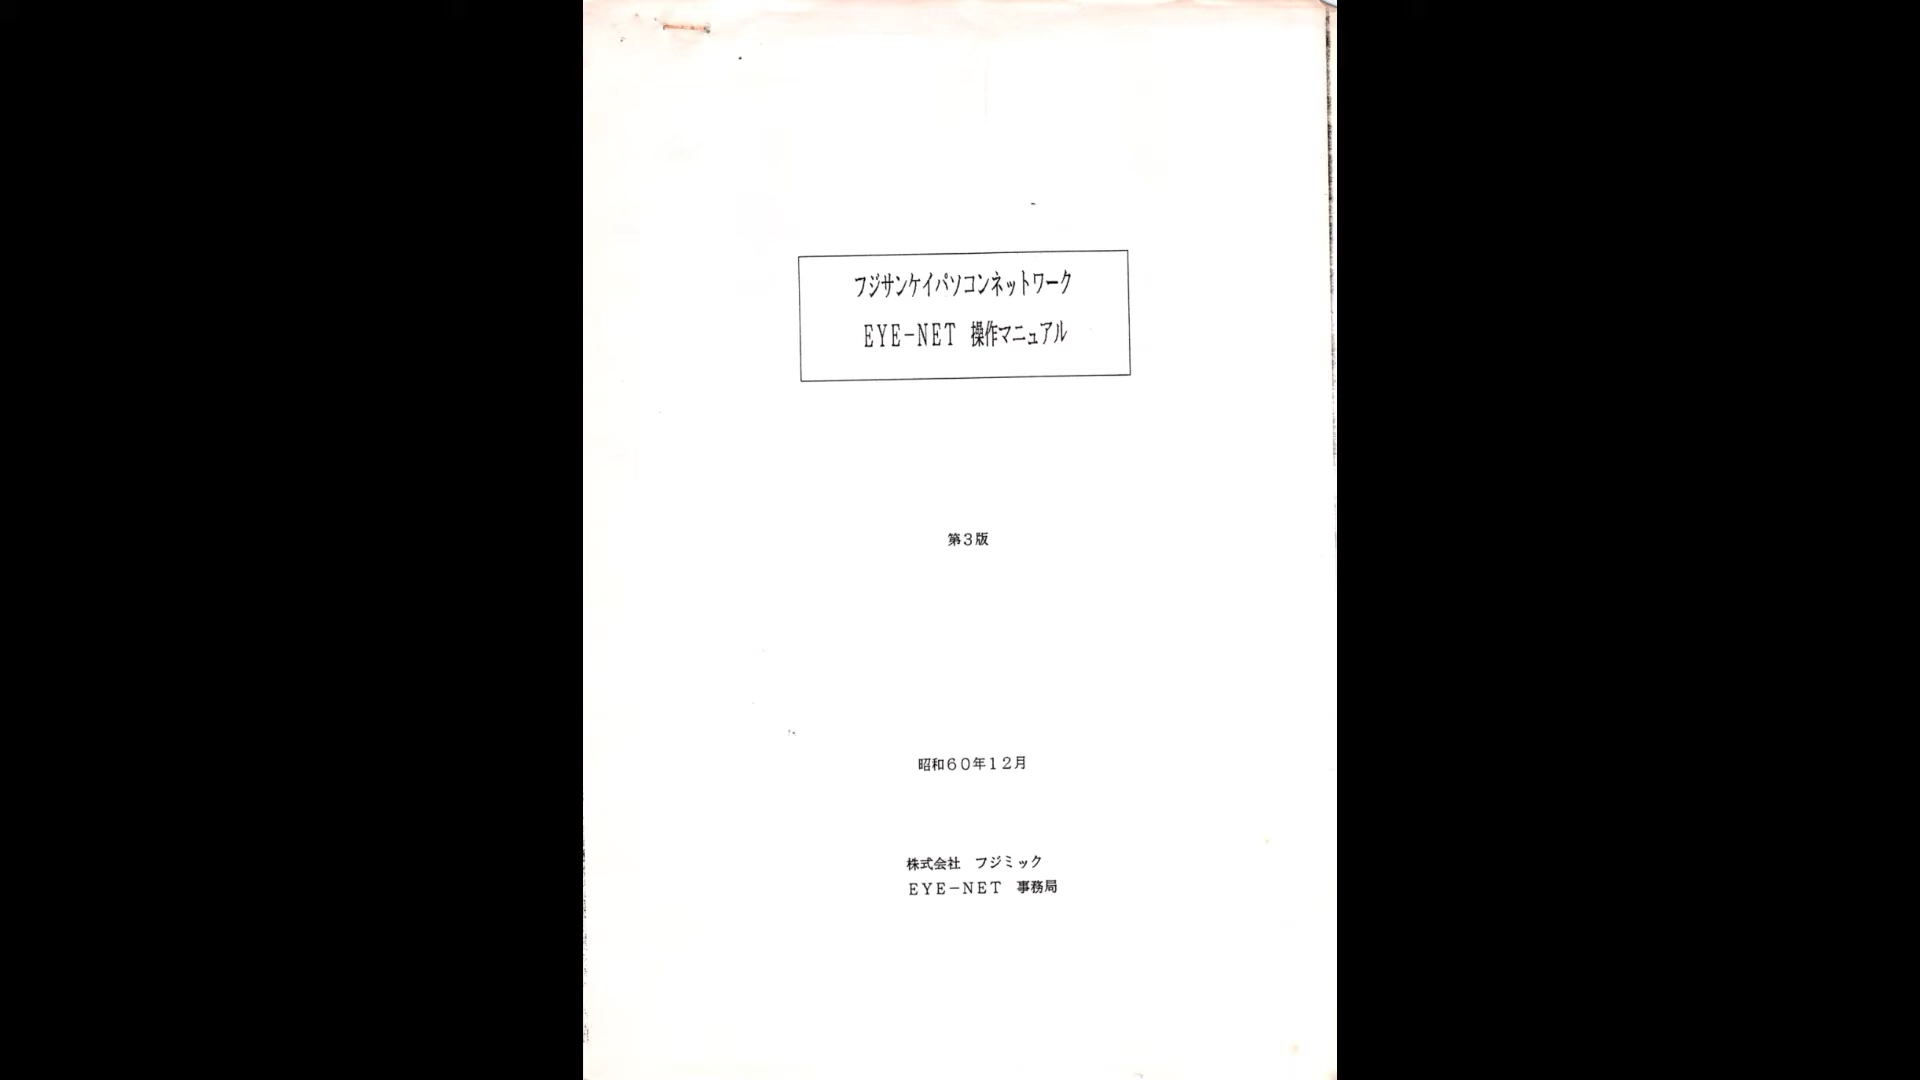 フジサンケイパソコンネットワーク
ＥＹＥ－ＮＥＴ　操作マニュアル
第３版
昭和６０年１２月
株式会社　フジミック
ＥＹＥ－ＮＥＴ　事務局